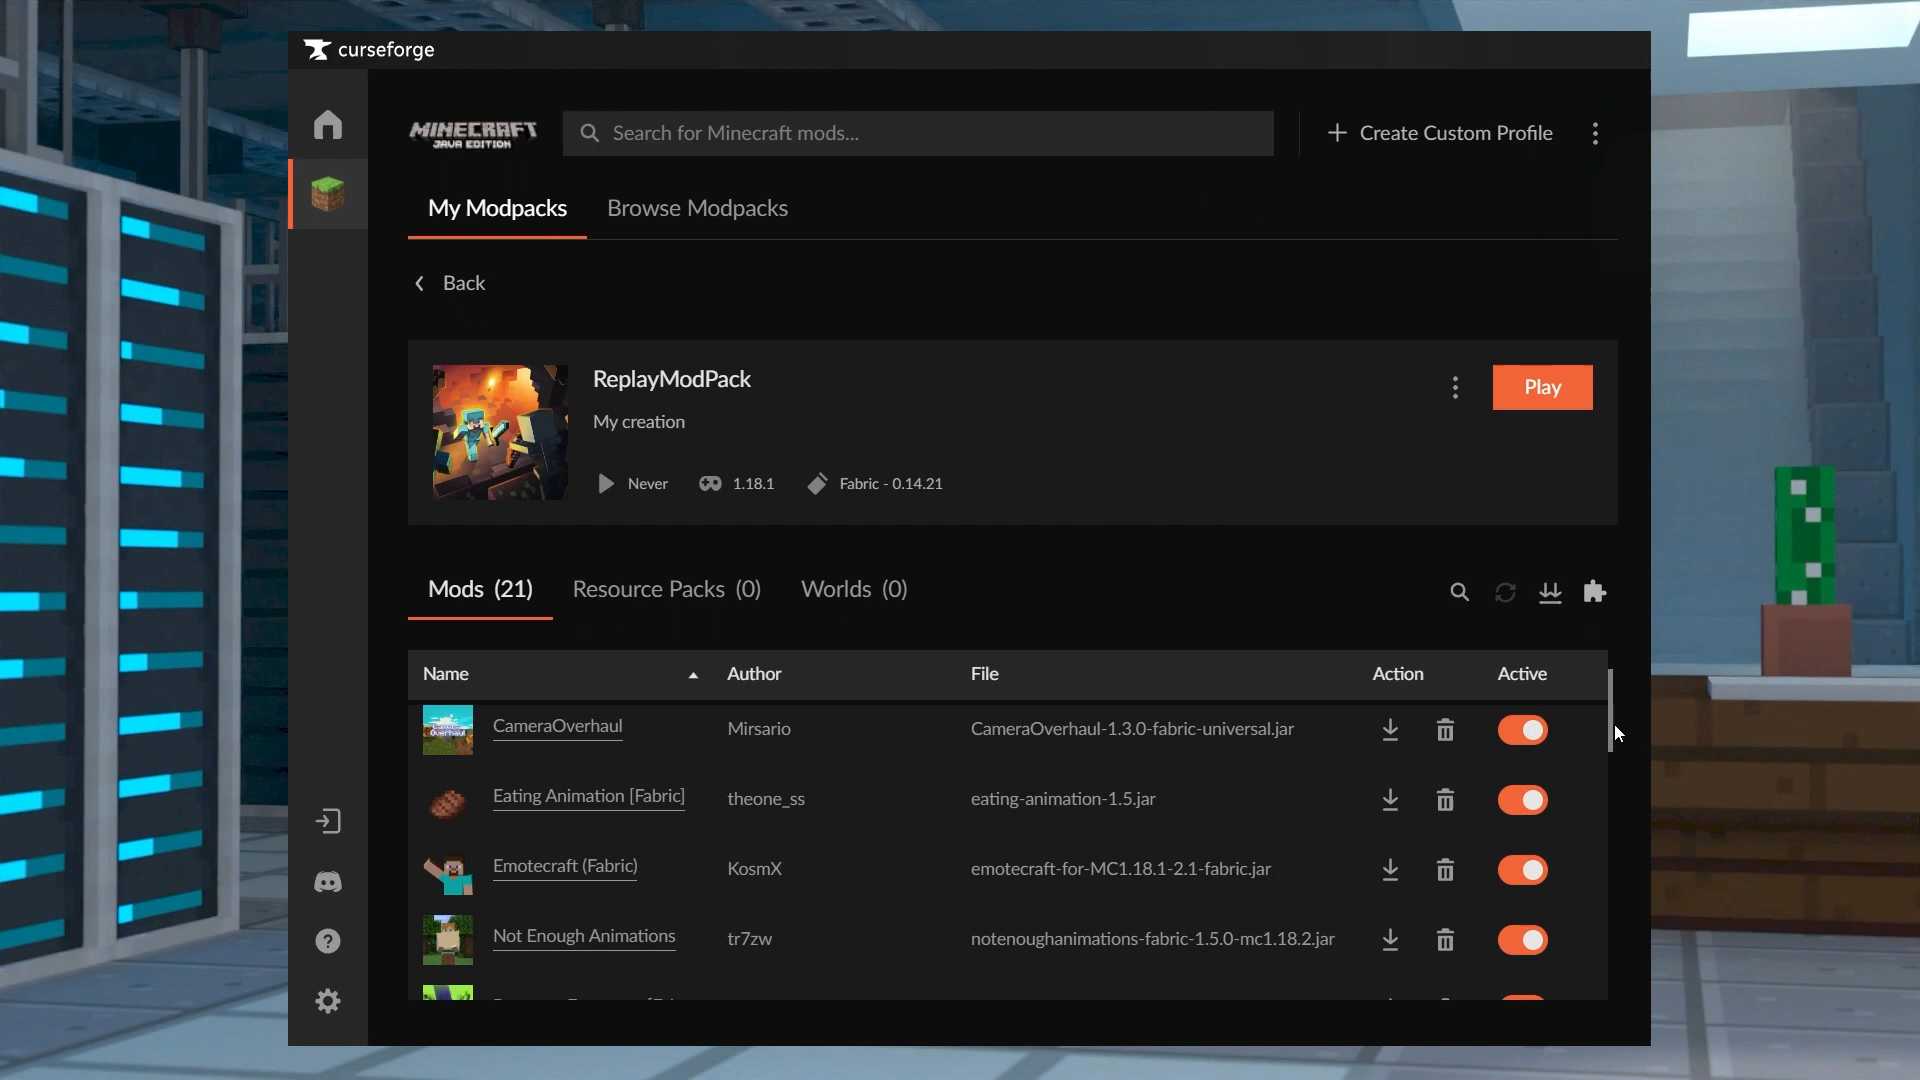 curseforge
MINECRAFT
JAVA EDITION
Search for Minecraft mods...
Create Custom Profile
My Modpacks Browse Modpacks
Back
ReplayModPack
Play
My creation
Never 1.18.1 Fabric - 0.14.21
Mods (21) Resource Packs (0) Worlds (0)
Name Author File Action Active
CameraOverhaul Mirsario CameraOverhaul-1.3.0-fabric-universal.jar
Eating Animation [Fabric] theone_ss eating-animation-1.5.jar
Emotecraft (Fabric) KosmX emotecraft-for-MC1.18.1-2.1-fabric.jar
Not Enough Animations tr7zw notenoughanimations-fabric-1.5.0-mc1.18.2.jar